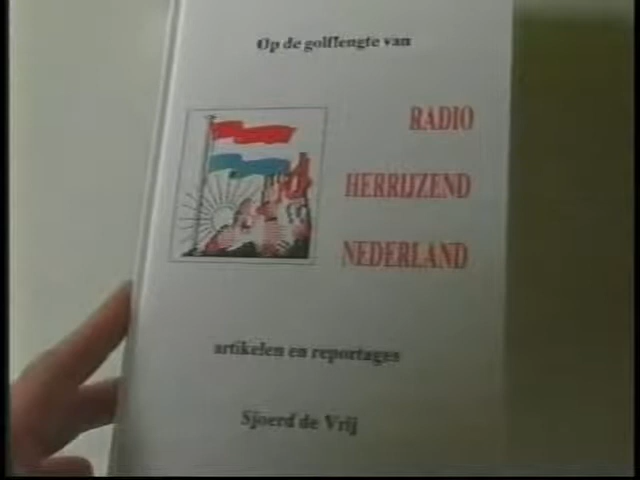 Op de golflengte van
RADIO
HERRIJZEND
NEDERLAND
artikelen en reportages
Sjoerd de Vrij